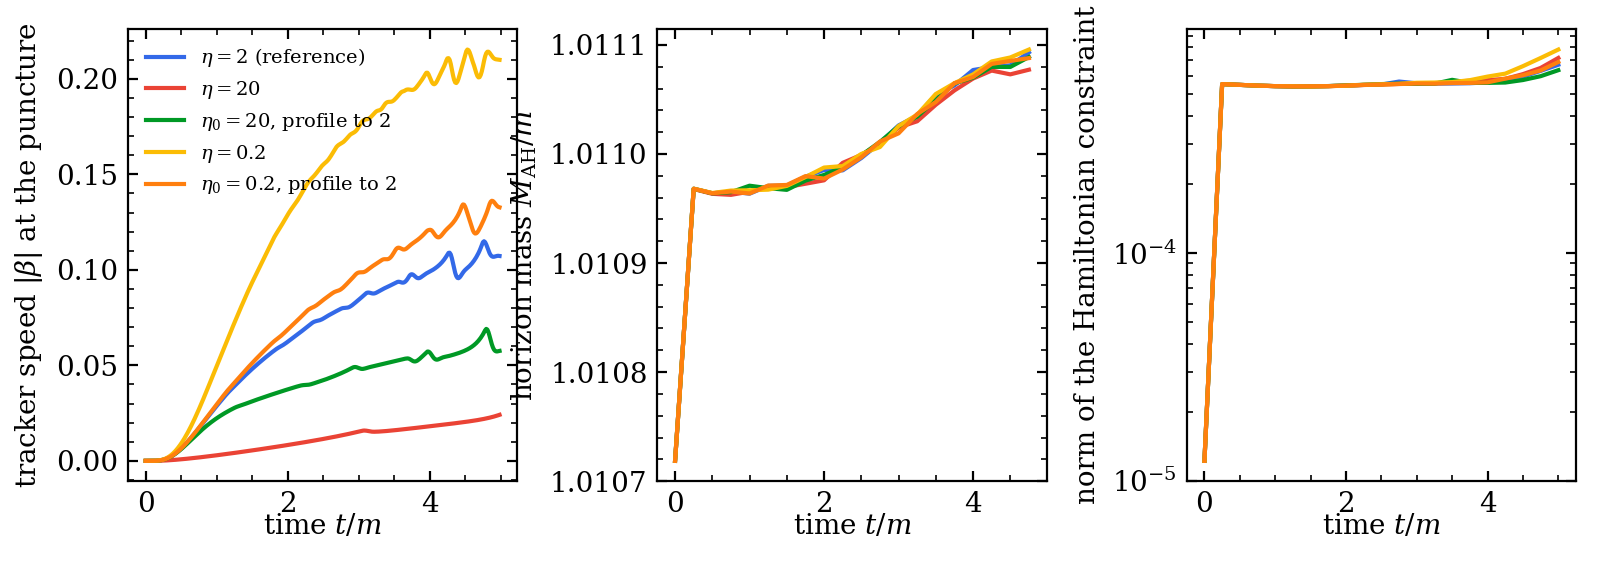 tracker speed |β| at the puncture
0.20
0.15
0.10
0.05
0.00
η = 2 (reference)
η = 20
η₀ = 20, profile to 2
η = 0.2
η₀ = 0.2, profile to 2
0 2 4
time t/m
horizon mass M_AH/m
1.0111
1.0110
1.0109
1.0108
1.0107
0 2 4
time t/m
norm of the Hamiltonian constraint
10⁻⁴
10⁻⁵
0 2 4
time t/m